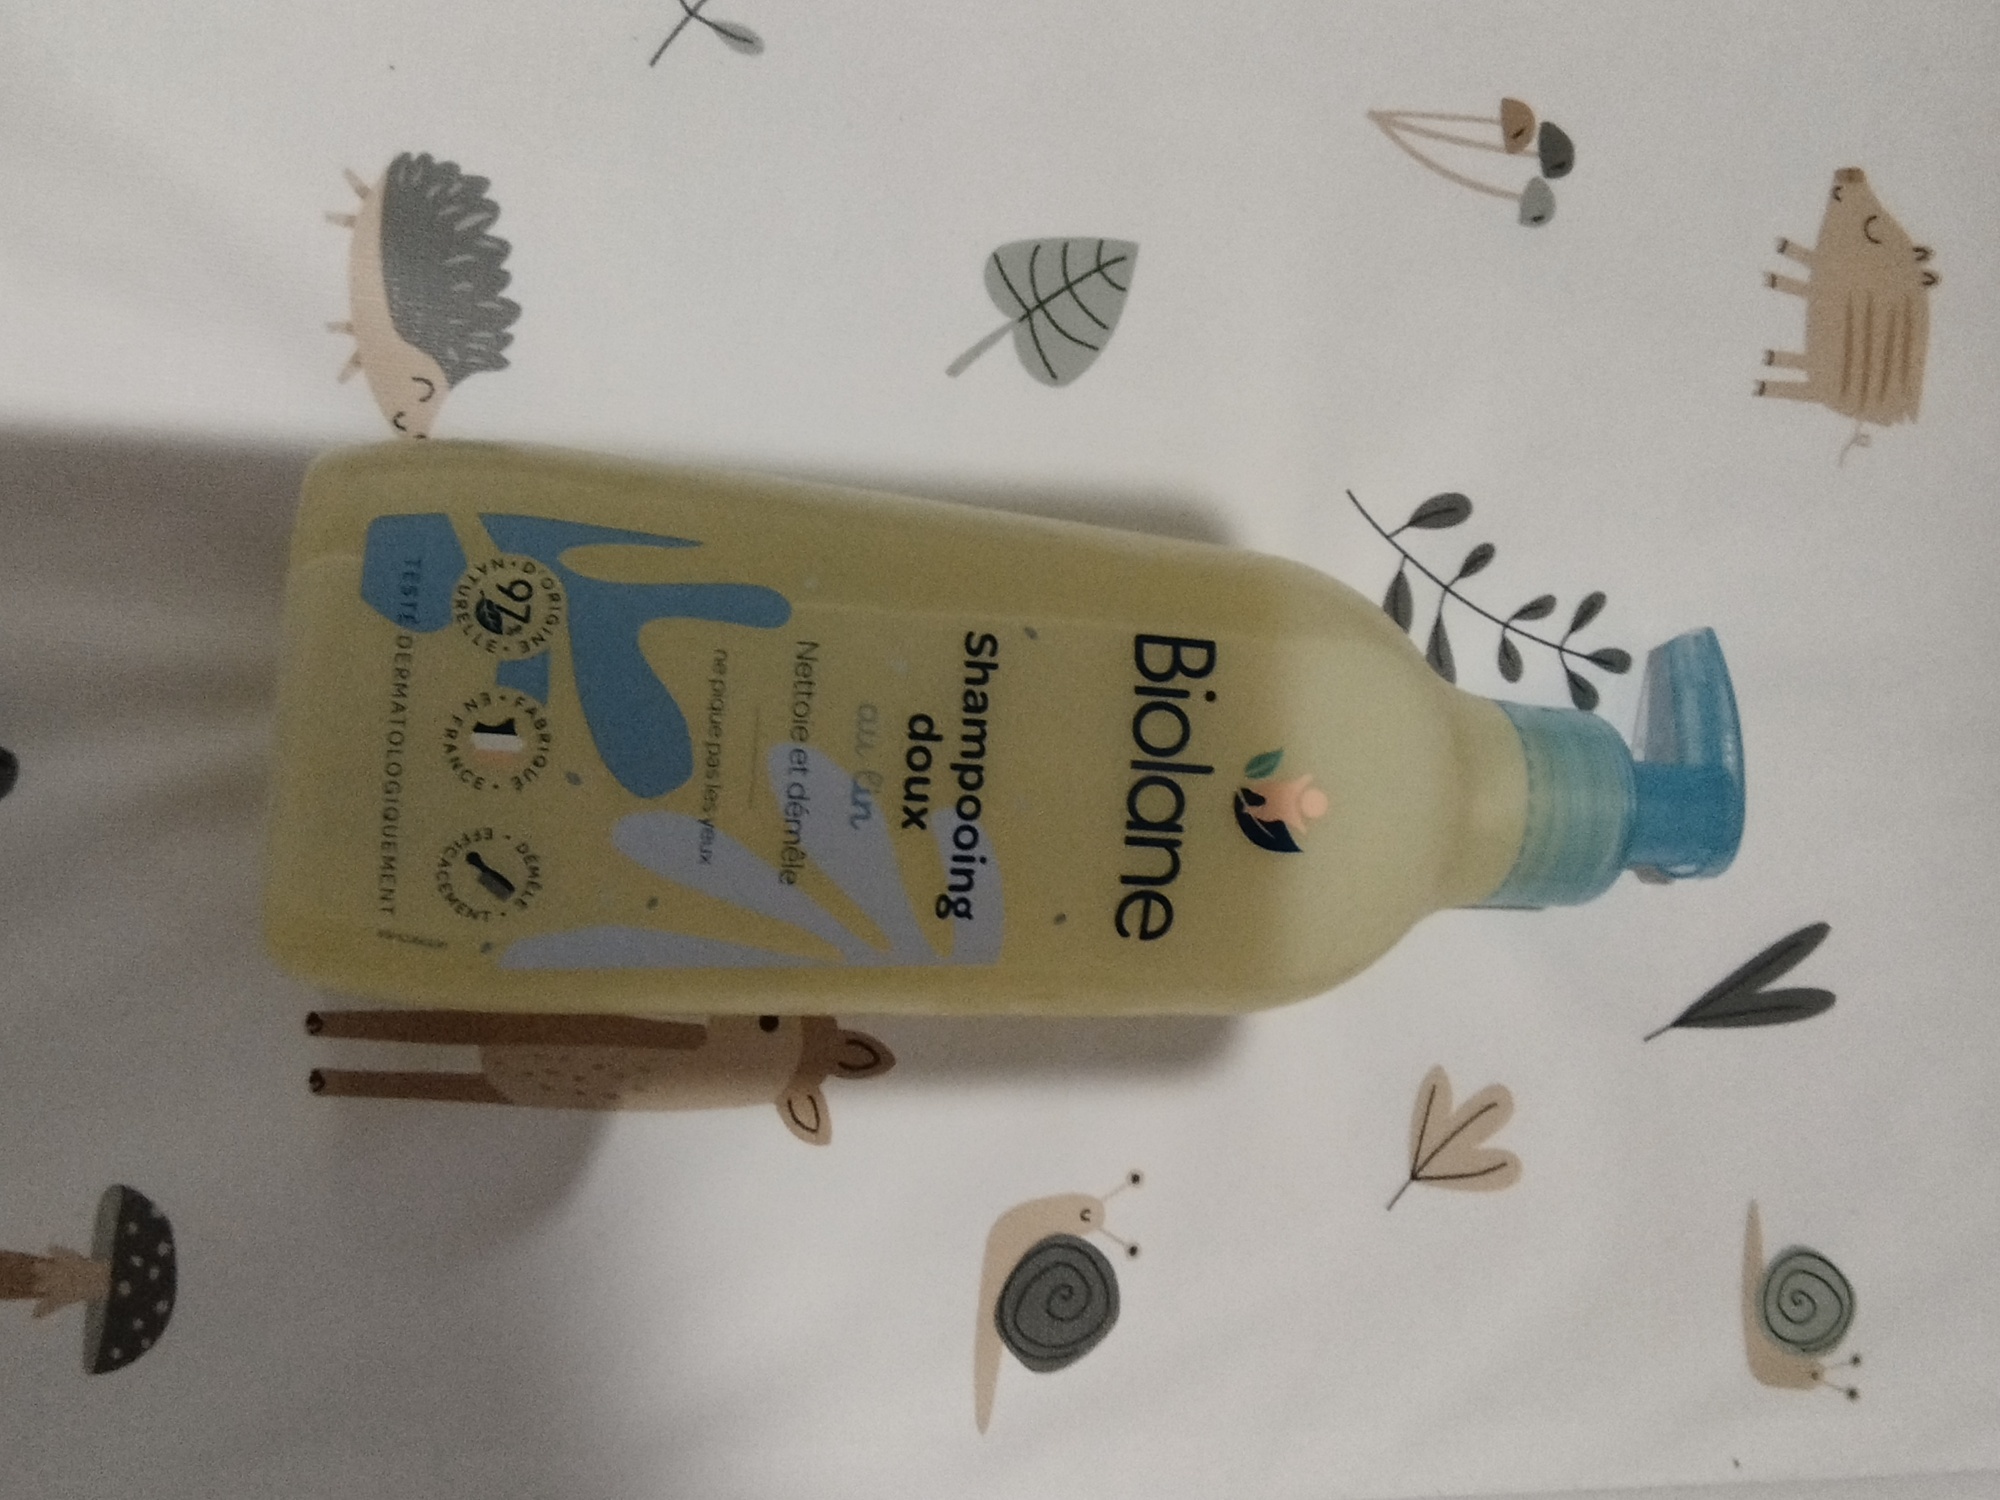 Biolane
Shampooing
doux
au lin
Nettoie et démêle
ne pique pas les yeux
97%
D'ORIGINE • NATURELLE •
FABRIQUÉ • EN FRANCE •
DÉMÊLE • EFFICACEMENT •
TESTÉ DERMATOLOGIQUEMENT